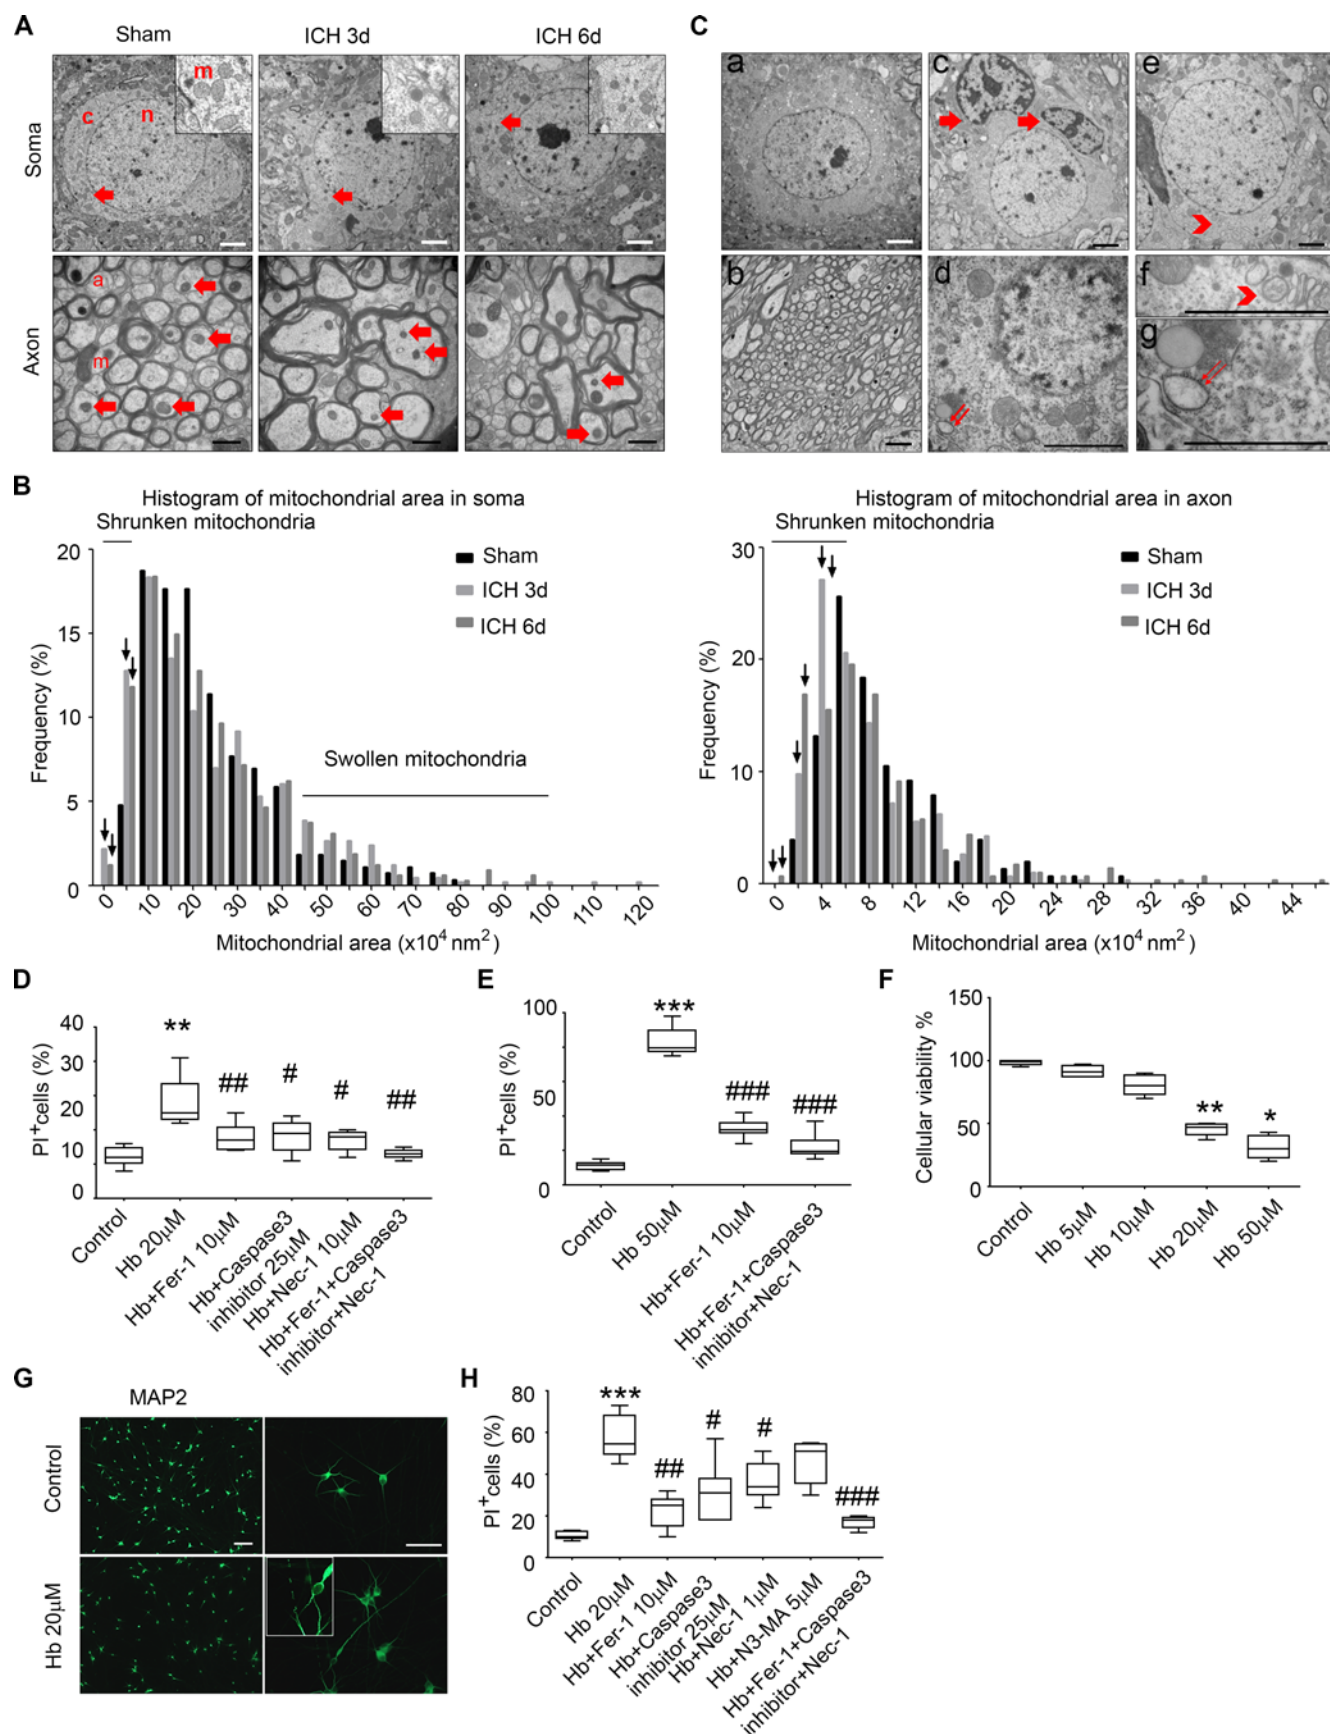 A
Sham
ICH 3d
ICH 6d
Soma
m
c
n
Axon
a
m
C
a
c
e
b
d
f
g
B
Histogram of mitochondrial area in soma
Shrunken mitochondria
Sham
ICH 3d
ICH 6d
Swollen mitochondria
Frequency (%)
20
15
10
5
0
0 10 20 30 40 50 60 70 80 90 100 110 120
Mitochondrial area (x10⁴ nm²)
Histogram of mitochondrial area in axon
Shrunken mitochondria
Sham
ICH 3d
ICH 6d
Frequency (%)
30
20
10
0
0 4 8 12 16 20 24 28 36 40 44
Mitochondrial area (x10⁴ nm²)
D
PI⁺cells (%)
40
30
20
10
0
** ## # # ##
Control
Hb 20μM
Hb+Fer-1 10μM
Hb+Caspase3
inhibitor 25μM
Hb+Nec-1 10μM
Hb+Fer-1+Caspase3
inhibitor+Nec-1
E
PI⁺cells (%)
100
50
0
*** ### ###
Control
Hb 50μM
Hb+Fer-1 10μM
Hb+Fer-1+Caspase3
inhibitor+Nec-1
F
Cellular viability %
150
100
50
0
** *
Control
Hb 5μM
Hb 10μM
Hb 20μM
Hb 50μM
G
MAP2
Control
Hb 20μM
H
PI⁺cells (%)
80
60
40
20
0
*** ## # # ###
Control
Hb 20μM
Hb+Fer-1 10μM
Hb+Caspase3
inhibitor 25μM
Hb+Nec-1 1μM
Hb+N3-MA 5μM
Hb+Fer-1+Caspase3
inhibitor+Nec-1